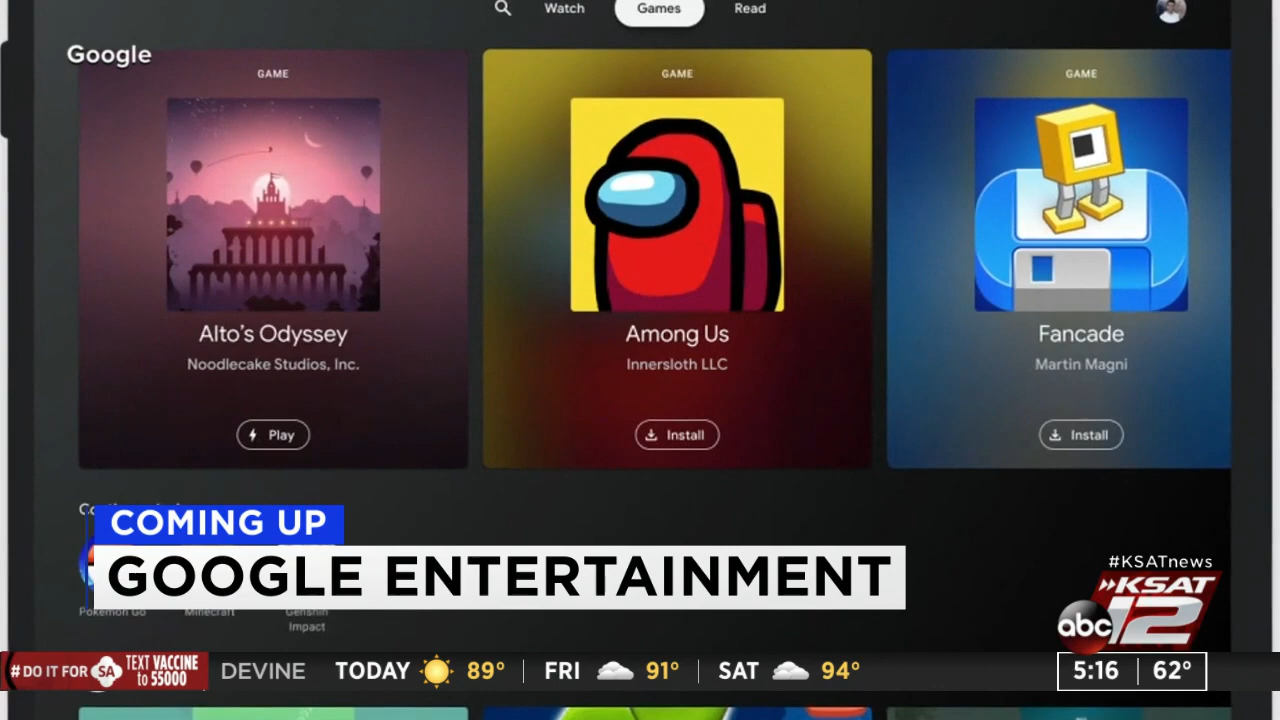 Watch Games Read
Google
GAME
GAME
GAME
Alto's Odyssey
Noodlecake Studios, Inc.
Play
Among Us
Innersloth LLC
Install
Fancade
Martin Magni
Install
COMING UP
GOOGLE ENTERTAINMENT
Pokemon Go
Minecraft
Genshin
Impact
#KSATnews
KSAT
abc 12
#DO IT FOR SA
TEXT VACCINE
to 55000
DEVINE TODAY 89° FRI 91° SAT 94°
5:16 62°